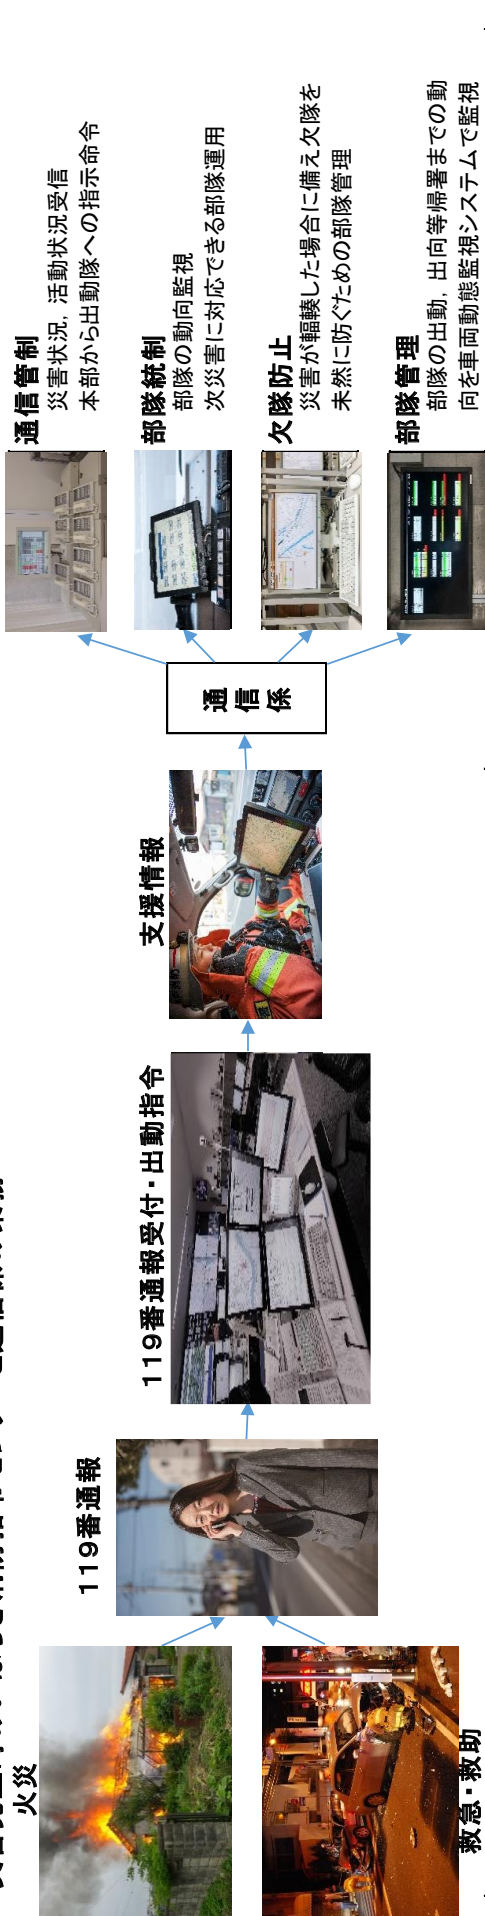 火災
救急・救助
119番通報
119番通報受付・出動指令
支援情報
通信係
通信管制
災害状況，活動状況受信
本部から出動隊への指示命令
部隊統制
部隊の動向監視
次災害に対応できる部隊運用
欠隊防止
災害が輻輳した場合に備え欠隊を
未然に防ぐための部隊管理
部隊管理
部隊の出動，出向等帰署までの動
向を車両動態監視システムで監視